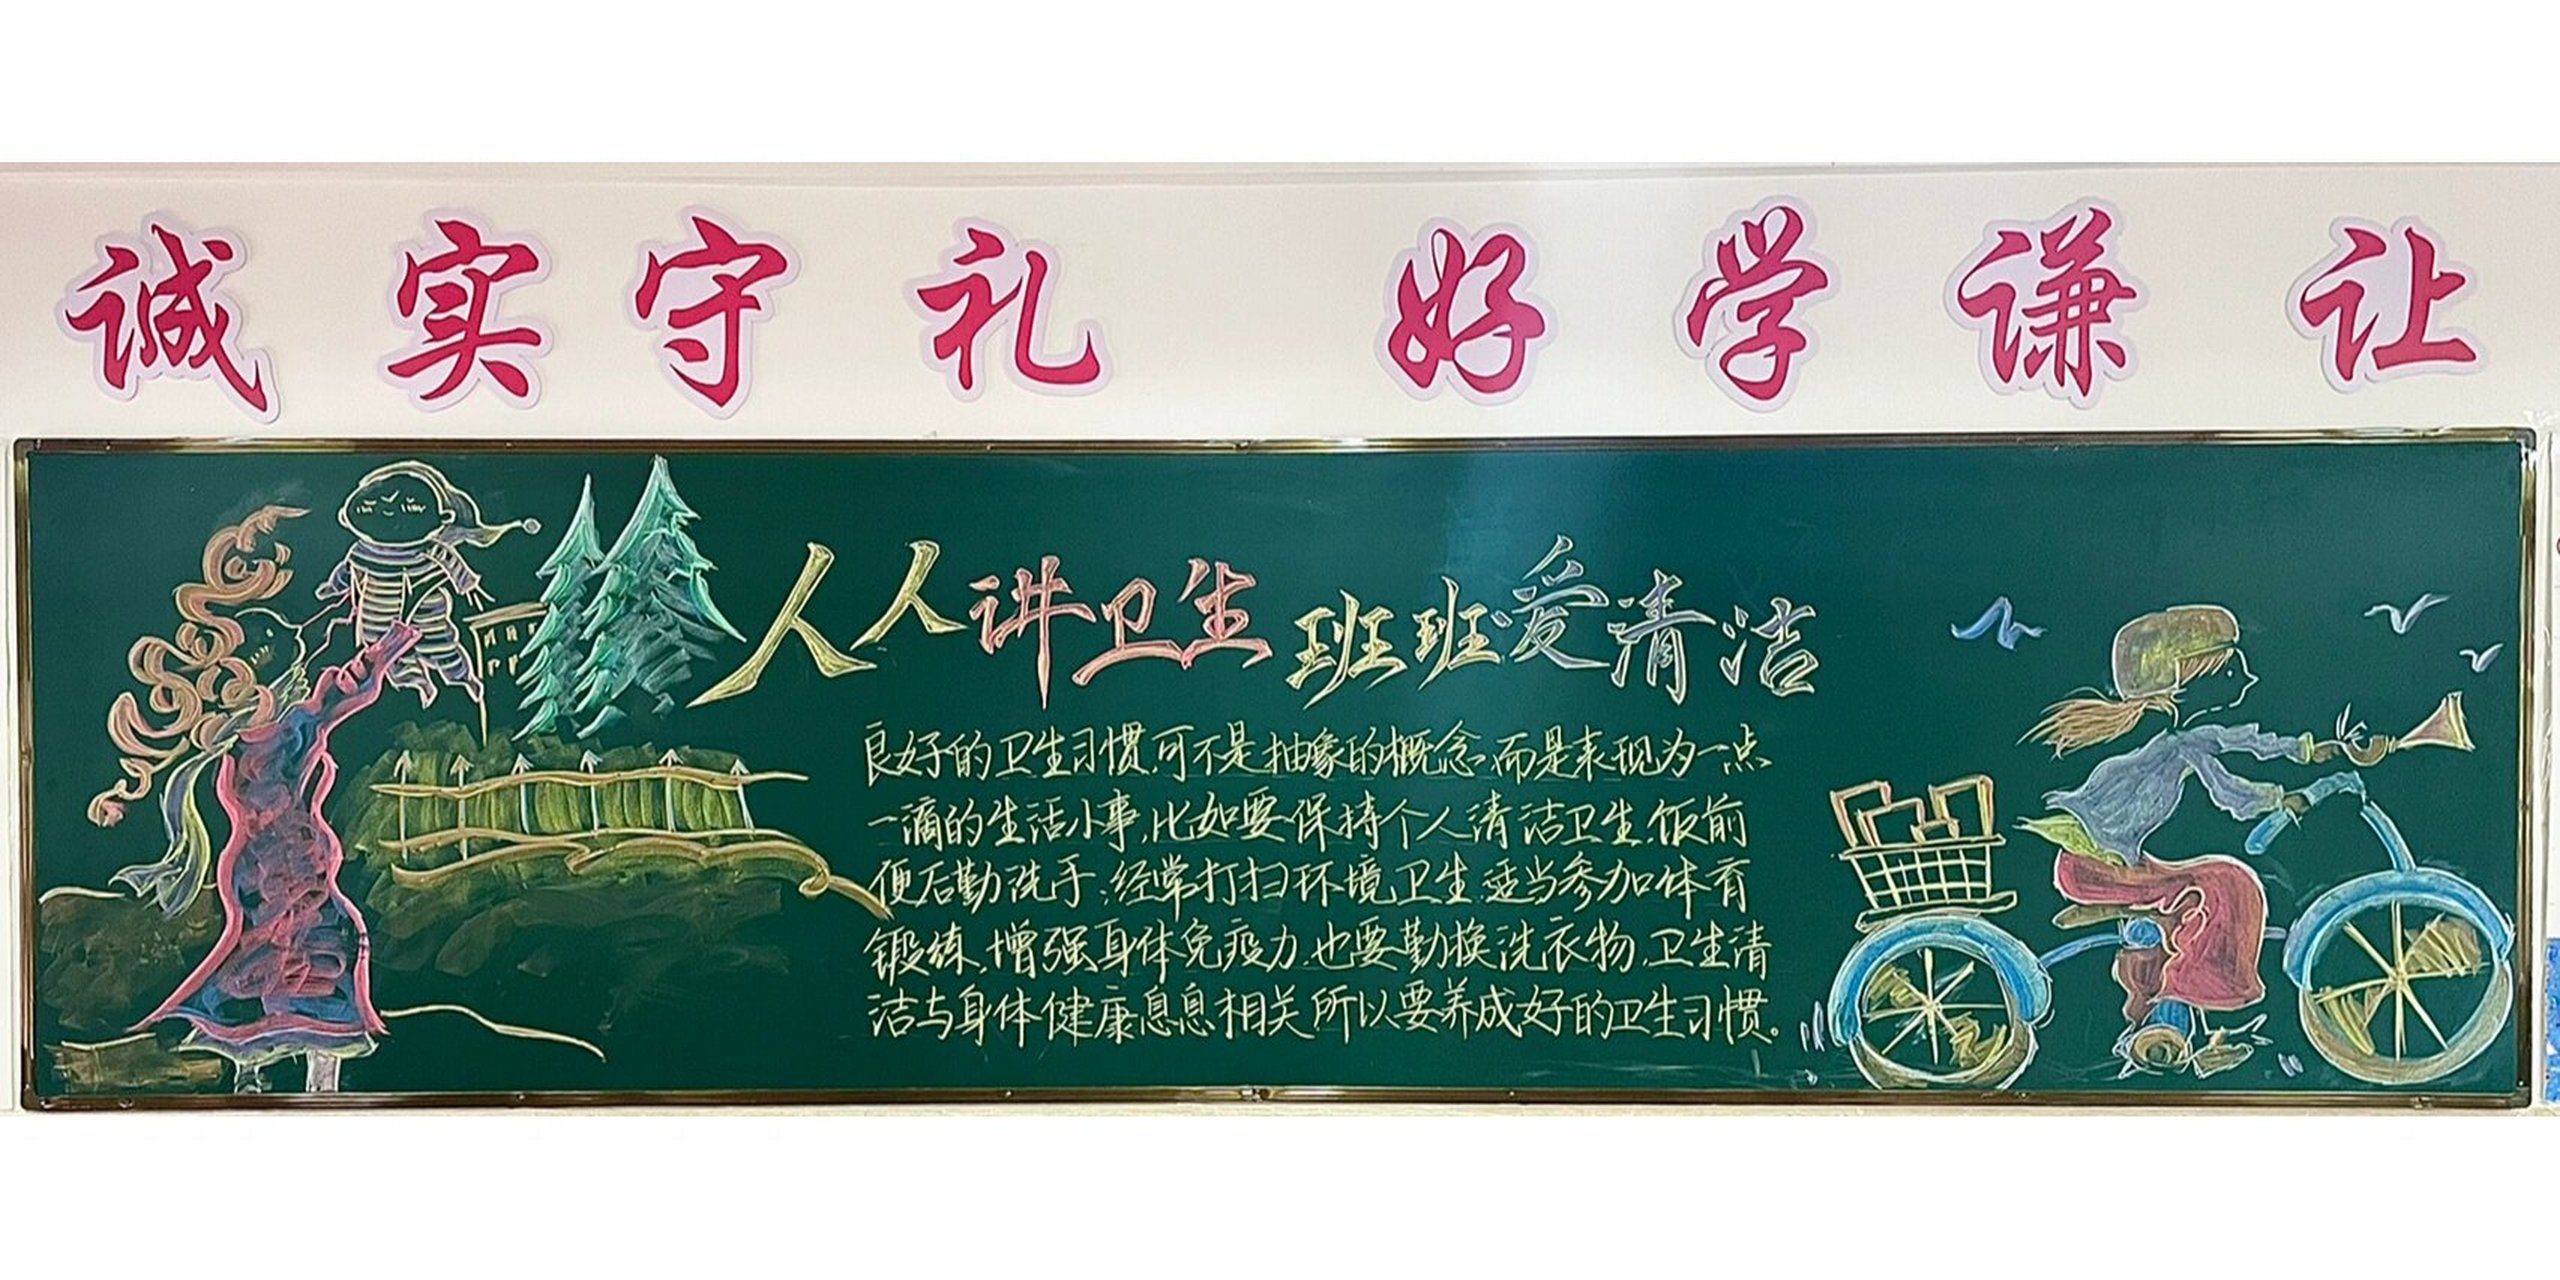 诚实守礼 好学谦让
人人讲卫生 班班爱清洁
良好的卫生习惯,可不是抽象的概念,而是表现为一点
一滴的生活小事,比如要保持个人清洁卫生,饭前
便后勤洗手;经常打扫环境卫生,适当参加体育
锻练,增强身体免疫力,也要勤换洗衣物,卫生清
洁与身体健康息息相关所以要养成好的卫生习惯。